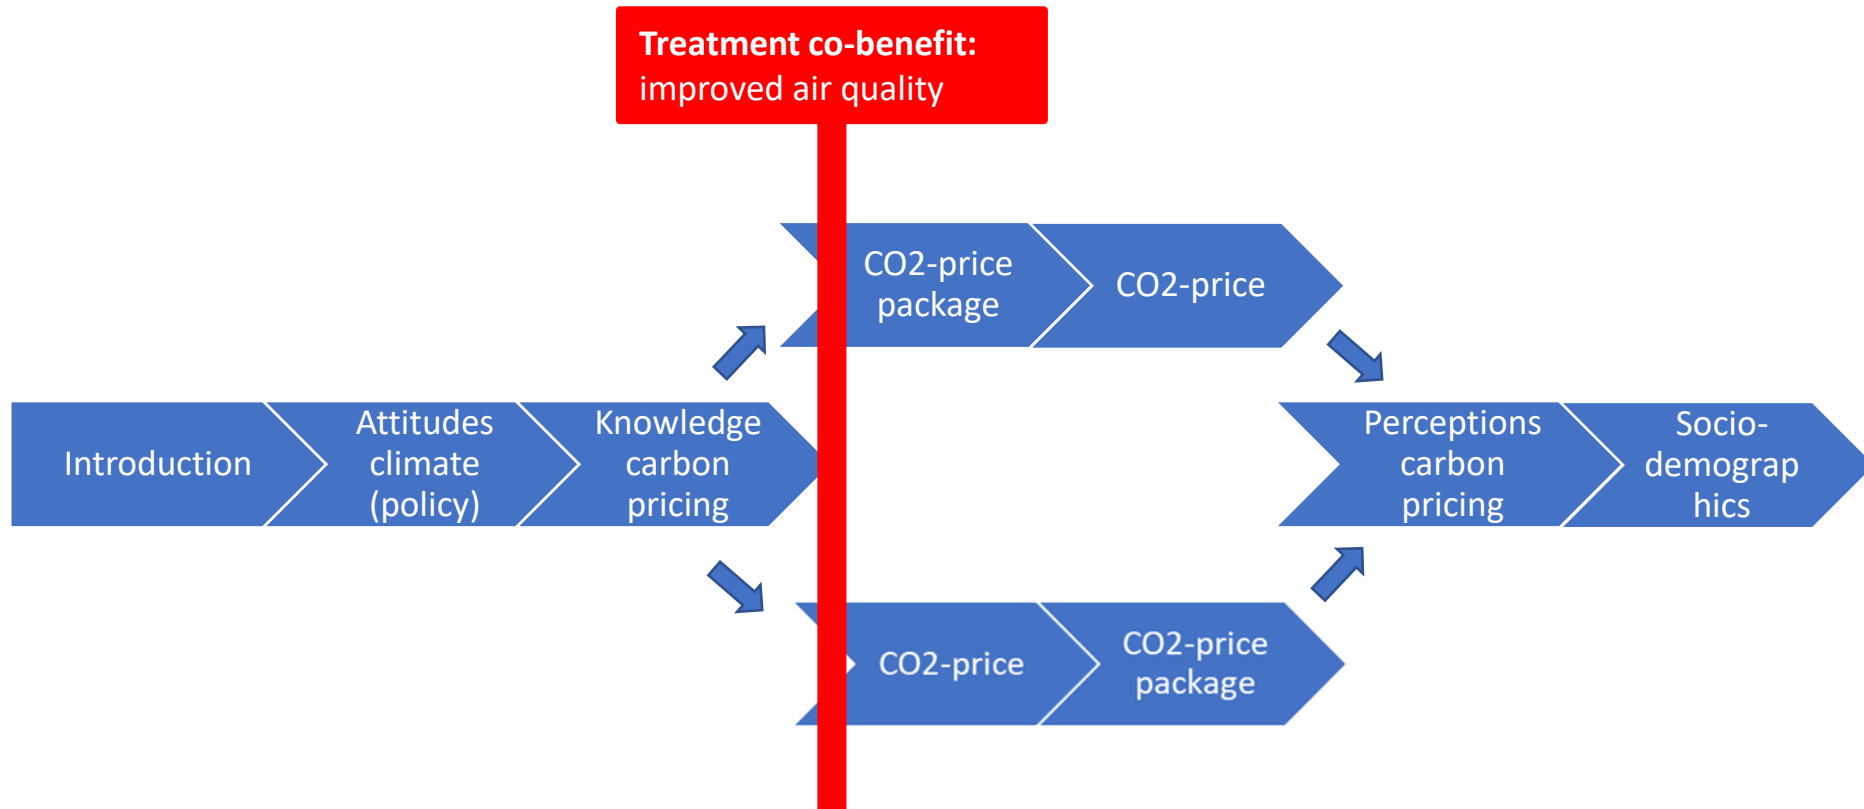 Treatment co-benefit:
improved air quality
CO2-price
package
CO2-price
Introduction
Attitudes
climate
(policy)
Knowledge
carbon
pricing
Perceptions
carbon
pricing
Socio-
demograp
hics
CO2-price
CO2-price
package